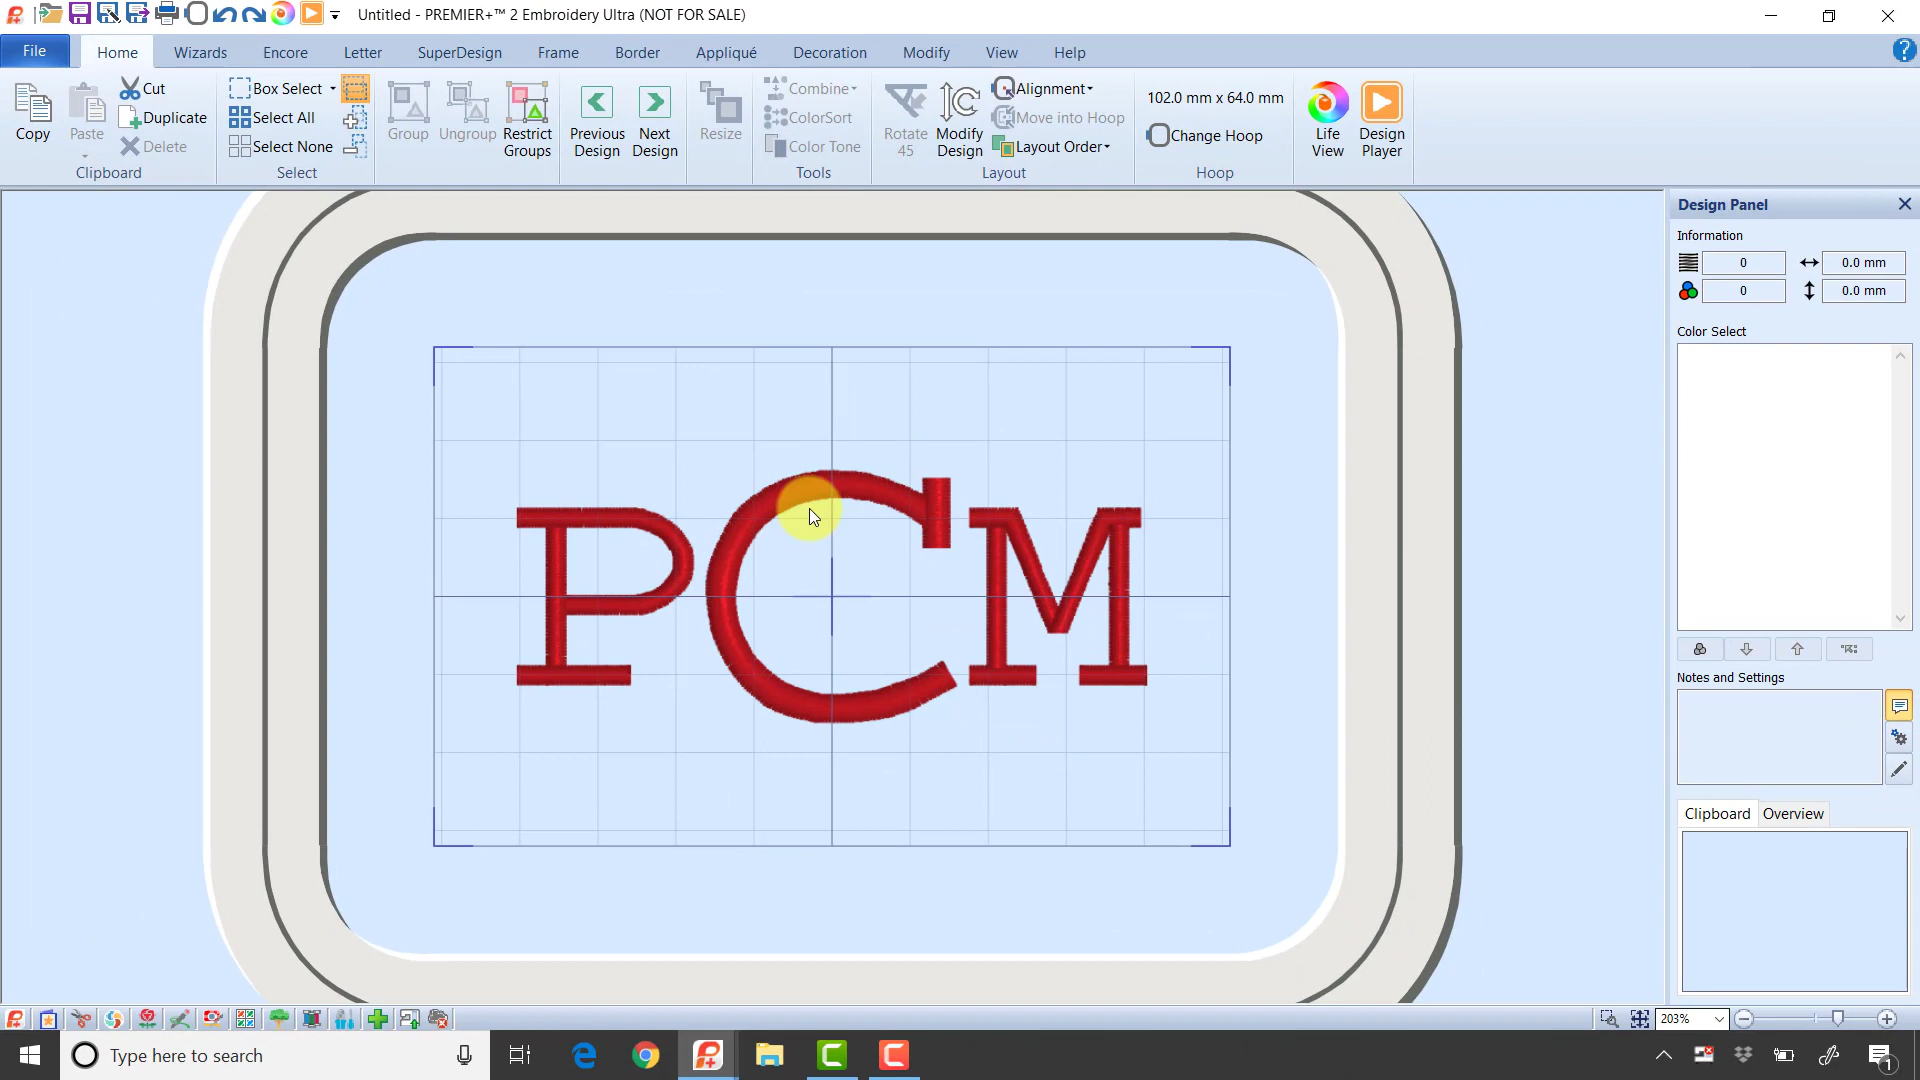 Untitled - PREMIER+™ 2 Embroidery Ultra (NOT FOR SALE)
File Home Wizards Encore Letter SuperDesign Frame Border Appliqué Decoration Modify View Help
Copy
Paste
Cut
Duplicate
Delete
Clipboard
Box Select
Select All
Select None
Select
Group
Ungroup
Restrict
Groups
Previous
Design
Next
Design
Resize
Combine
ColorSort
Color Tone
Tools
Rotate
45
Modify
Design
Alignment
Move into Hoop
Layout Order
Layout
102.0 mm x 64.0 mm
Change Hoop
Hoop
Life
View
Design
Player
PCM
Design Panel
Information
0 0.0 mm
0 0.0 mm
Color Select
Notes and Settings
Clipboard Overview
203%
Type here to search
1